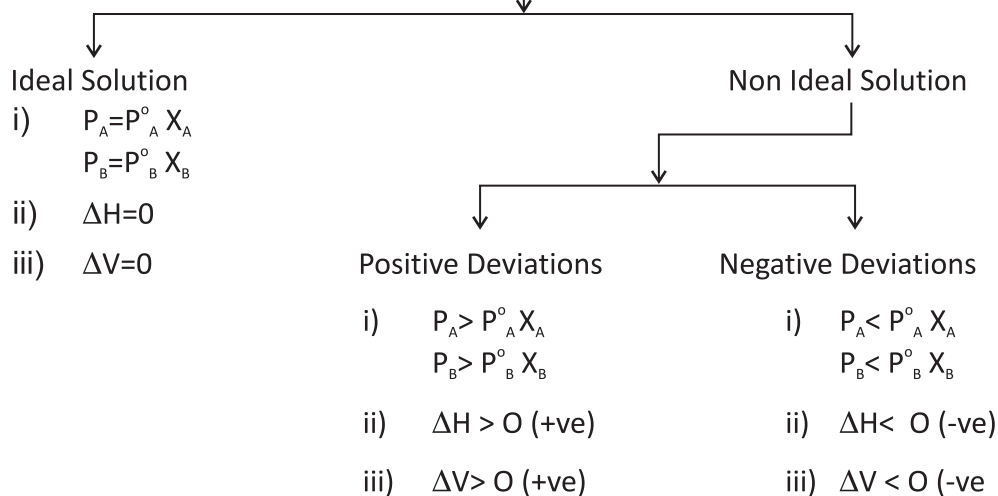 Ideal Solution
i) P_A=P°_A X_A
P_B=P°_B X_B
ii) ΔH=0
iii) ΔV=0
Non Ideal Solution
Positive Deviations
i) P_A> P°_A X_A
P_B> P°_B X_B
ii) ΔH > O (+ve)
iii) ΔV> O (+ve)
Negative Deviations
i) P_A< P°_A X_A
P_B< P°_B X_B
ii) ΔH< O (-ve)
iii) ΔV < O (-ve